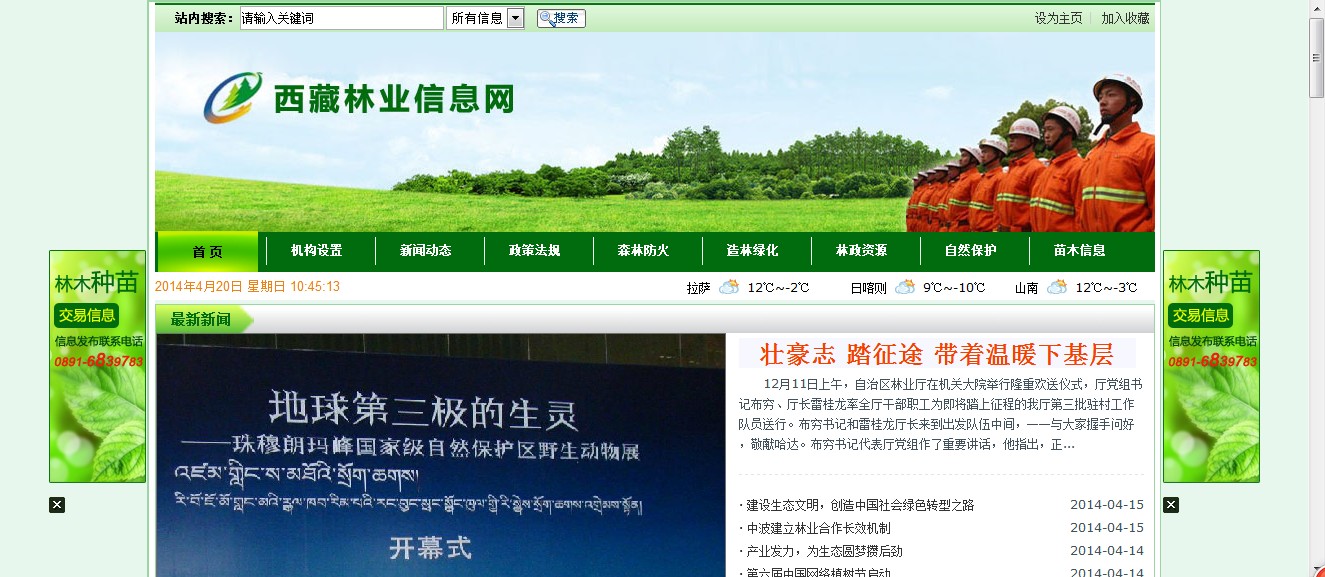 站内搜索：
请输入关键词
所有信息
搜索
设为主页
加入收藏
西藏林业信息网
首 页
机构设置
新闻动态
政策法规
森林防火
造林绿化
林政资源
自然保护
苗木信息
2014年4月20日 星期日 10:45:13
拉萨 12℃~-2℃ 日喀则 9℃~-10℃ 山南 12℃~-3℃
林木种苗
交易信息
信息发布联系电话
0891-6839783
最新新闻
地球第三极的生灵
——珠穆朗玛峰国家级自然保护区野生动物展
开幕式
壮豪志 踏征途 带着温暖下基层
12月11日上午，自治区林业厅在机关大院举行隆重欢送仪式，厅党组书
记布穷、厅长雷桂龙率全厅干部职工为即将踏上征程的我厅第三批驻村工作
队员送行。布穷书记和雷桂龙厅长来到出发队伍中间，一一与大家握手问好
，敬献哈达。布穷书记代表厅党组作了重要讲话，他指出，正...
· 建设生态文明，创造中国社会绿色转型之路 2014-04-15
· 中波建立林业合作长效机制 2014-04-15
· 产业发力，为生态圆梦攒后劲 2014-04-14
· 第六届中国网络植树节启动 2014-04-14
林木种苗
交易信息
信息发布联系电话
0891-6839783